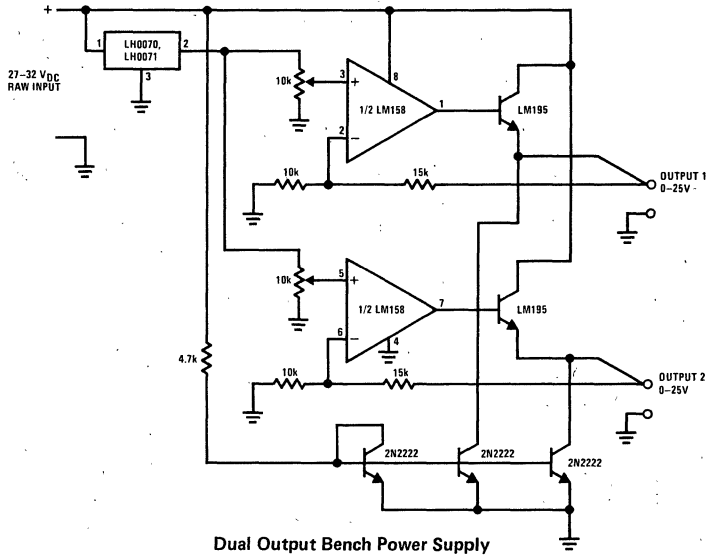 +
1
LH0070,
LH0071
2
3
27–32 VDC
RAW INPUT
10k
3
+
8
1/2 LM158
1
2
–
LM195
10k
15k
OUTPUT 1
0–25V
10k
5
+
1/2 LM158
7
6
–
4
LM195
4.7k
10k
15k
OUTPUT 2
0–25V
2N2222
2N2222
2N2222
Dual Output Bench Power Supply